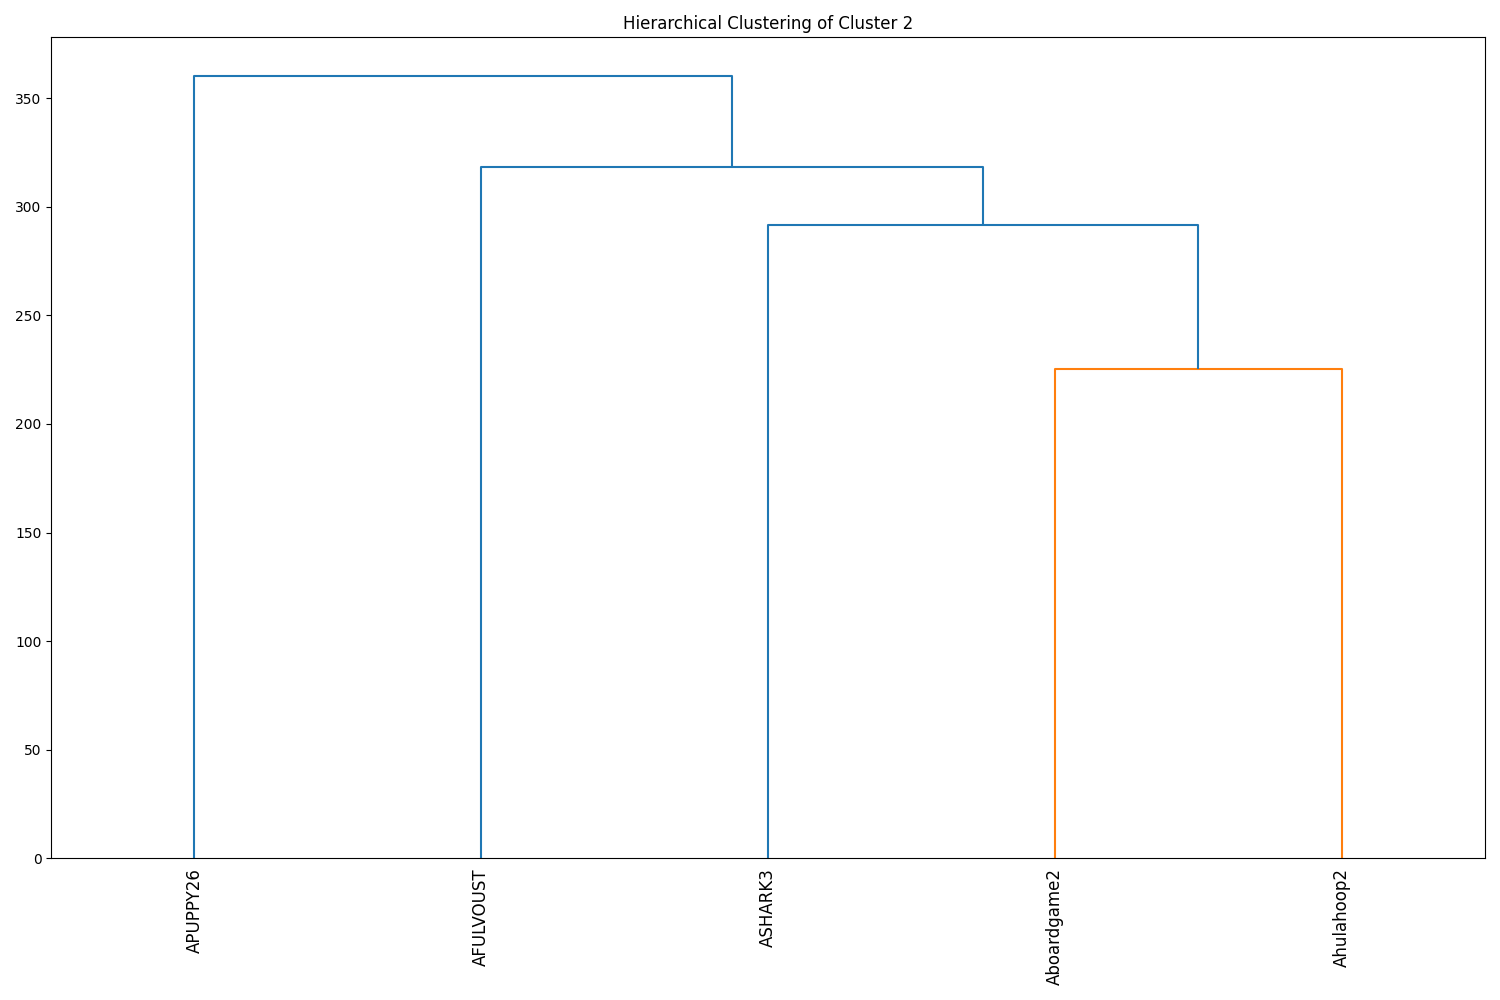 Hierarchical Clustering of Cluster 2
350
300
250
200
150
100
50
0
APUPPY26
AFULVOUST
ASHARK3
Aboardgame2
Ahulahoop2